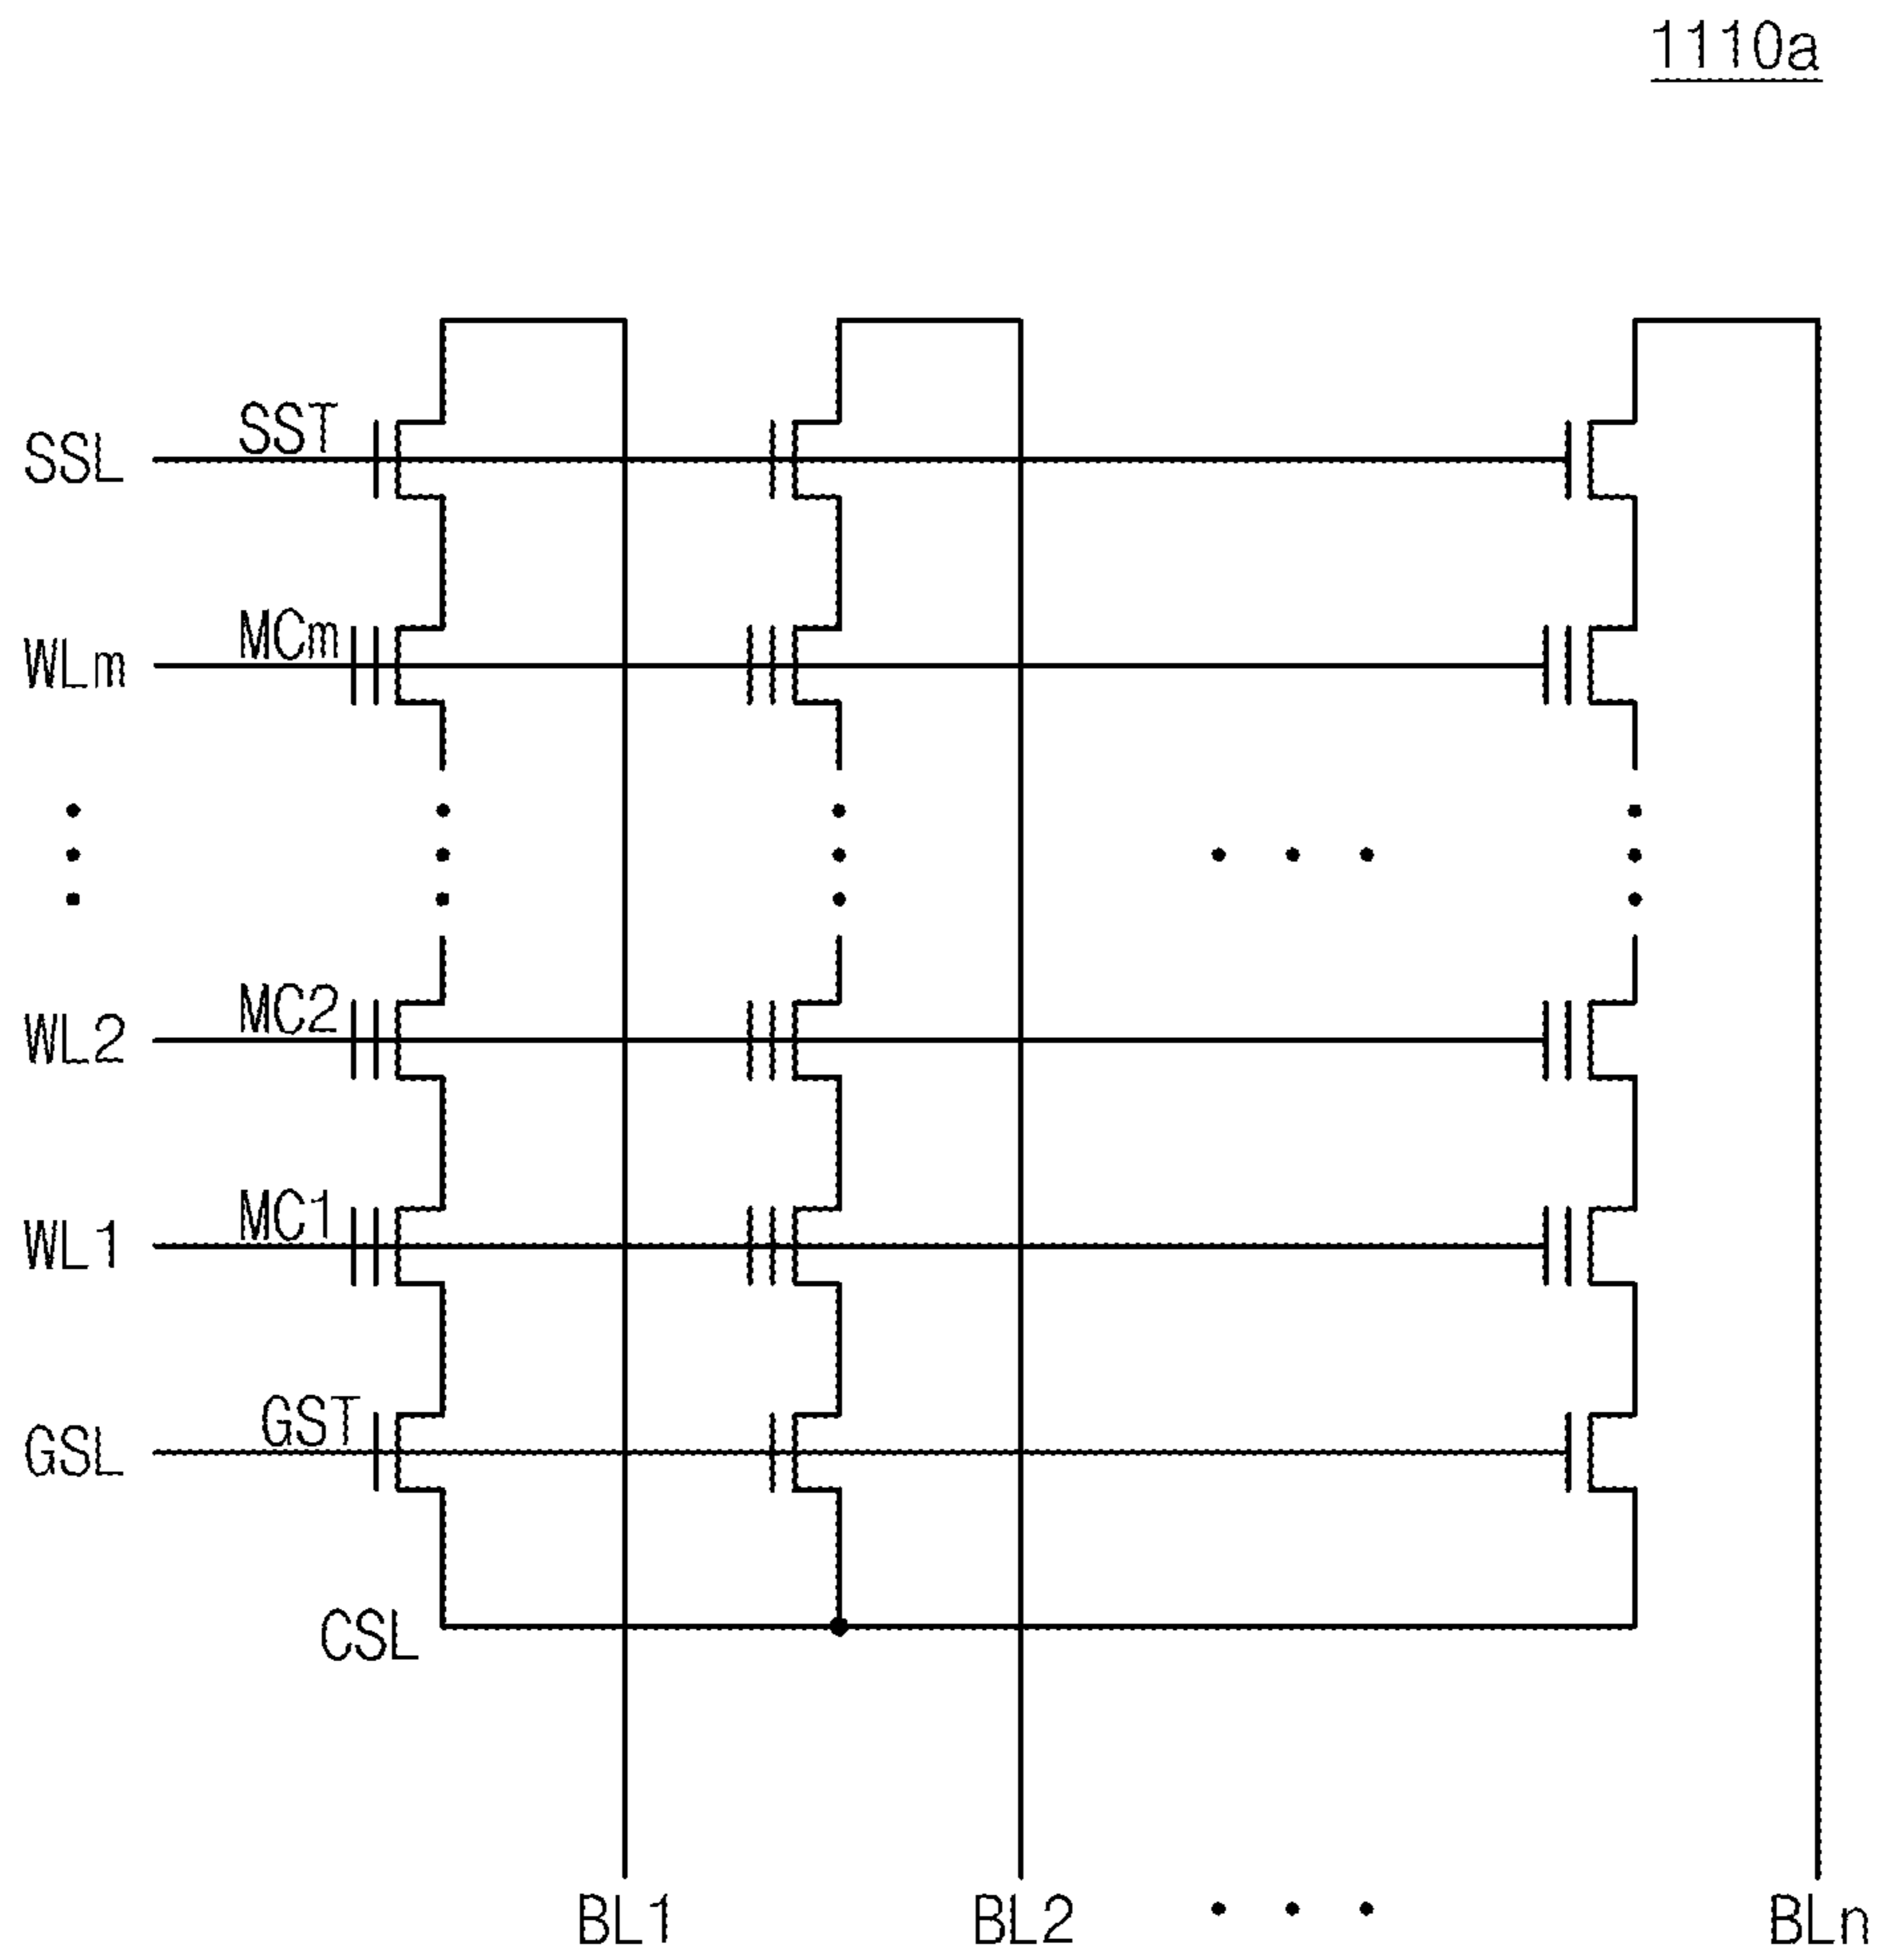 1110a
SST
SSL
MCm
WLm
MC2
WL2
MC1
WL1
GST
GSL
CSL
BL1 BL2 BLn